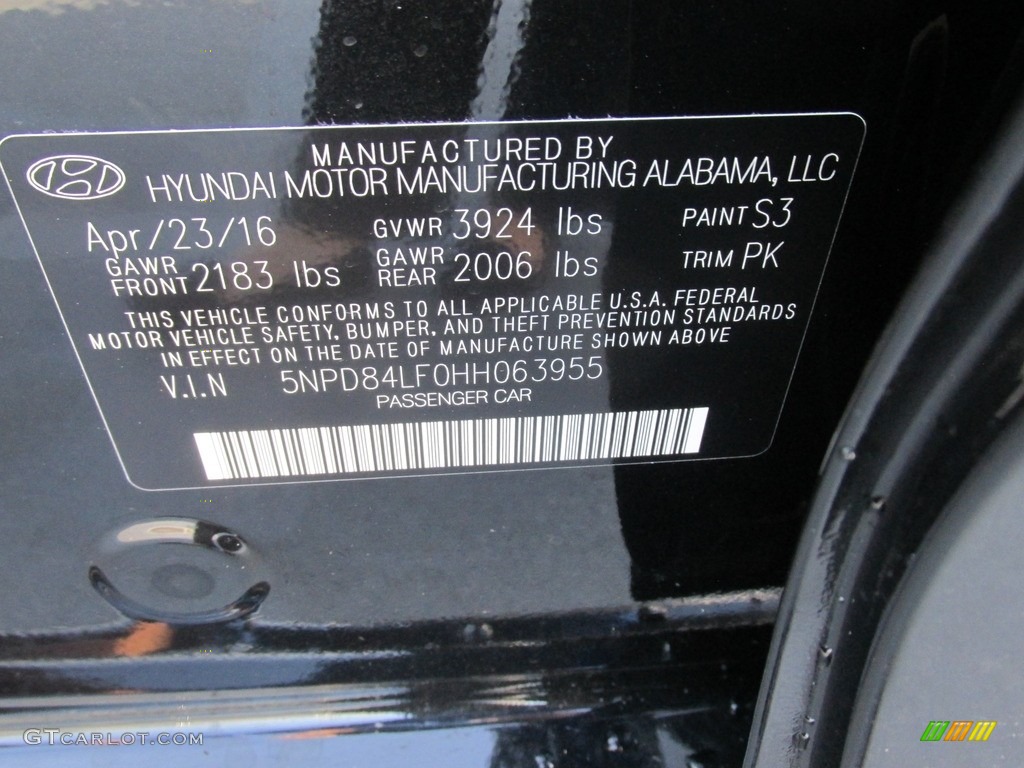 MANUFACTURED BY
HYUNDAI MOTOR MANUFACTURING ALABAMA, LLC
Apr/23/16 GVWR 3924 lbs PAINT S3
GAWR FRONT 2183 lbs GAWR REAR 2006 lbs TRIM PK
THIS VEHICLE CONFORMS TO ALL APPLICABLE U.S.A. FEDERAL
MOTOR VEHICLE SAFETY, BUMPER, AND THEFT PREVENTION STANDARDS
IN EFFECT ON THE DATE OF MANUFACTURE SHOWN ABOVE
V.I.N 5NPD84LF0HH063955
PASSENGER CAR
GTCARLOT.COM